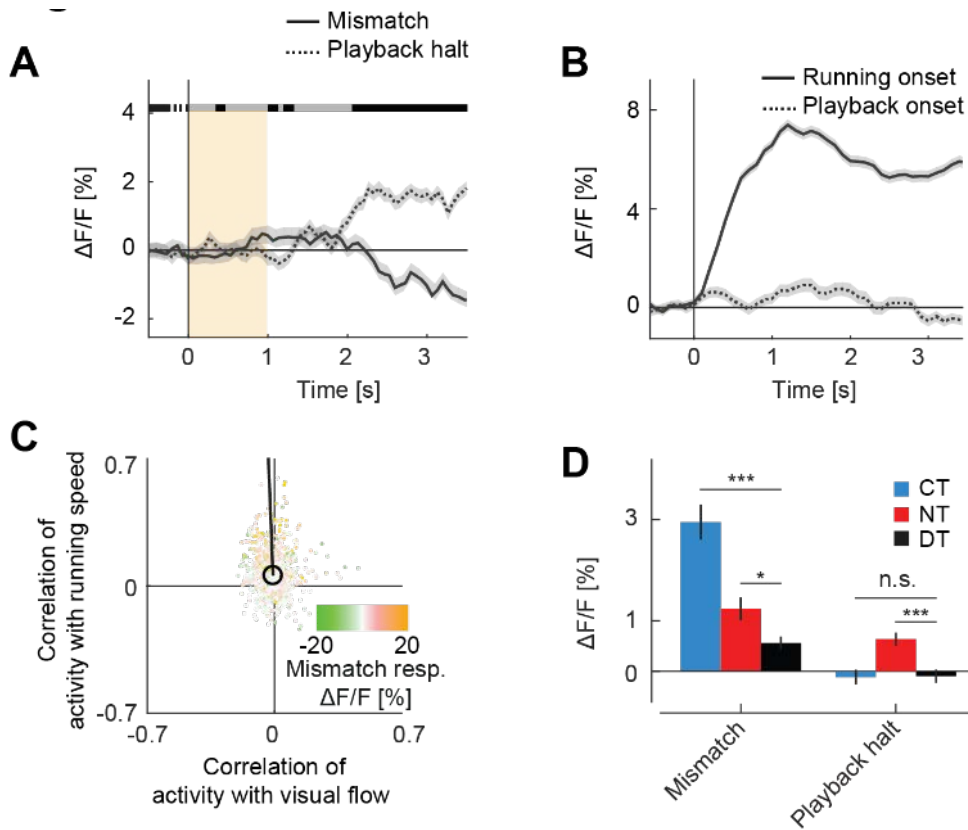 Mismatch
Playback halt
A
4
2
0
-2
ΔF/F [%]
0 1 2 3
Time [s]
B
Running onset
Playback onset
8
4
0
ΔF/F [%]
0 1 2 3
Time [s]
C
0.7
0
-0.7
Correlation of
activity with running speed
-20 20
Mismatch resp.
ΔF/F [%]
-0.7 0 0.7
Correlation of
activity with visual flow
D
CT
NT
DT
***
*
n.s.
***
3
1
0
ΔF/F [%]
Mismatch
Playback halt